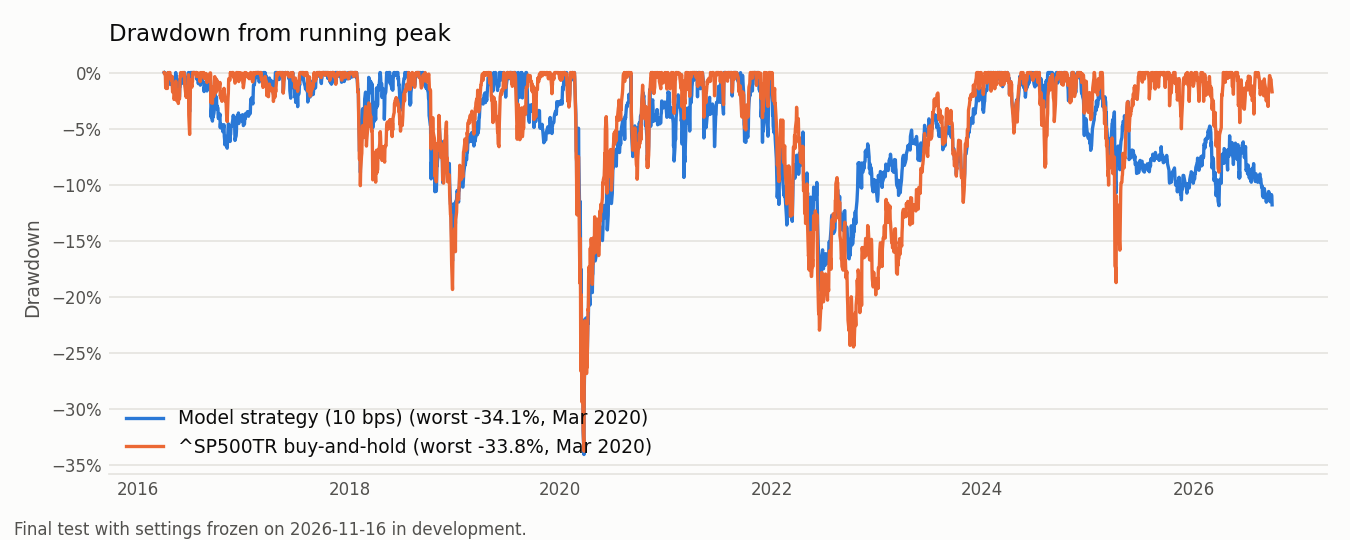 Drawdown from running peak
0%
−5%
−10%
−15%
−20%
−25%
−30%
−35%
Drawdown
Model strategy (10 bps) (worst -34.1%, Mar 2020)
^SP500TR buy-and-hold (worst -33.8%, Mar 2020)
2016 2018 2020 2022 2024 2026
Final test with settings frozen on 2026-11-16 in development.